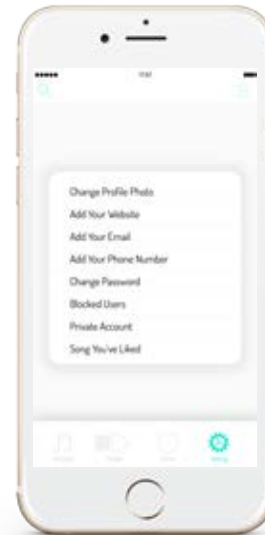 Change Profile Photo
Add Your Website
Add Your Email
Add Your Phone Number
Change Password
Blocked Users
Private Account
Song You've Liked